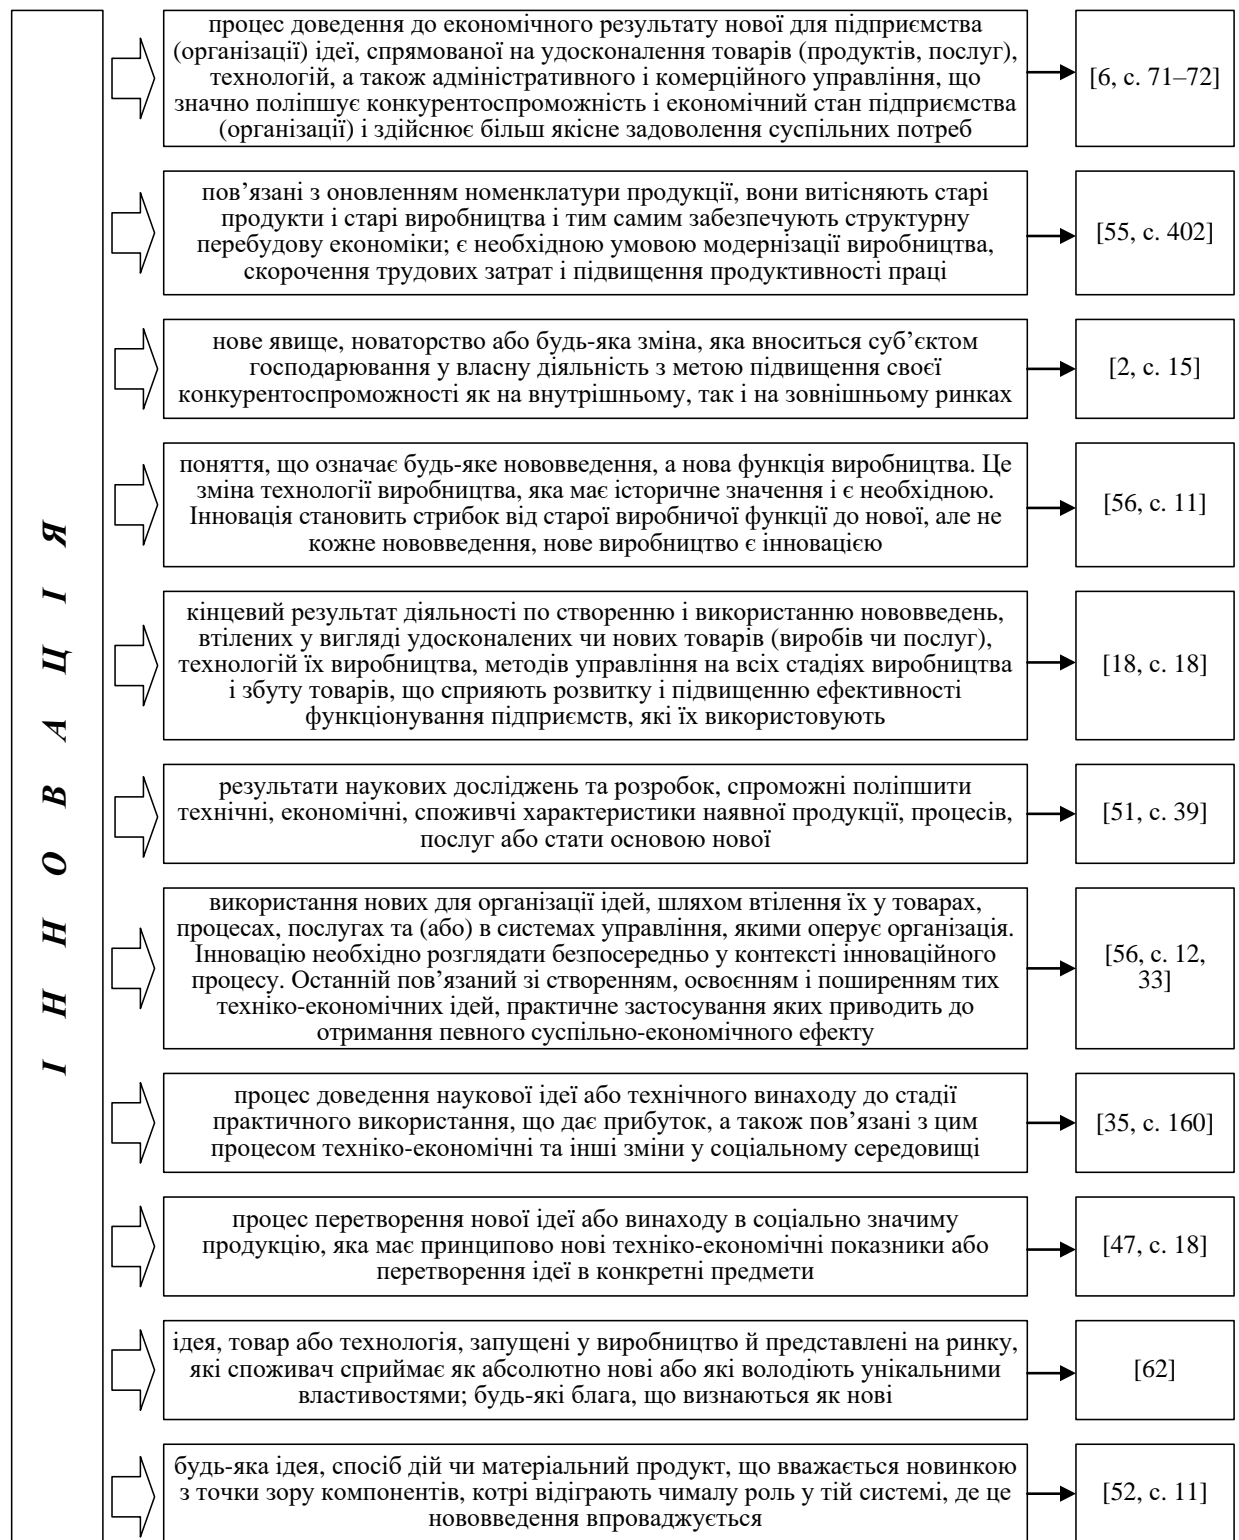 І Н Н О В А Ц І Я
процес доведення до економічного результату нової для підприємства
(організації) ідеї, спрямованої на удосконалення товарів (продуктів, послуг),
технологій, а також адміністративного і комерційного управління, що
значно поліпшує конкурентоспроможність і економічний стан підприємства
(організації) і здійснює більш якісне задоволення суспільних потреб
[6, с. 71–72]
пов’язані з оновленням номенклатури продукції, вони витісняють старі
продукти і старі виробництва і тим самим забезпечують структурну
перебудову економіки; є необхідною умовою модернізації виробництва,
скорочення трудових затрат і підвищення продуктивності праці
[55, с. 402]
нове явище, новаторство або будь-яка зміна, яка вноситься суб’єктом
господарювання у власну діяльність з метою підвищення своєї
конкурентоспроможності як на внутрішньому, так і на зовнішньому ринках
[2, с. 15]
поняття, що означає будь-яке нововведення, а нова функція виробництва. Це
зміна технології виробництва, яка має історичне значення і є необхідною.
Інновація становить стрибок від старої виробничої функції до нової, але не
кожне нововведення, нове виробництво є інновацією
[56, с. 11]
кінцевий результат діяльності по створенню і використанню нововведень,
втілених у вигляді удосконалених чи нових товарів (виробів чи послуг),
технологій їх виробництва, методів управління на всіх стадіях виробництва
і збуту товарів, що сприяють розвитку і підвищенню ефективності
функціонування підприємств, які їх використовують
[18, с. 18]
результати наукових досліджень та розробок, спроможні поліпшити
технічні, економічні, споживчі характеристики наявної продукції, процесів,
послуг або стати основою нової
[51, с. 39]
використання нових для організації ідей, шляхом втілення їх у товарах,
процесах, послугах та (або) в системах управління, якими оперує організація.
Інновацію необхідно розглядати безпосередньо у контексті інноваційного
процесу. Останній пов’язаний зі створенням, освоєнням і поширенням тих
техніко-економічних ідей, практичне застосування яких приводить до
отримання певного суспільно-економічного ефекту
[56, с. 12,
33]
процес доведення наукової ідеї або технічного винаходу до стадії
практичного використання, що дає прибуток, а також пов’язані з цим
процесом техніко-економічні та інші зміни у соціальному середовищі
[35, с. 160]
процес перетворення нової ідеї або винаходу в соціально значиму
продукцію, яка має принципово нові техніко-економічні показники або
перетворення ідеї в конкретні предмети
[47, с. 18]
ідея, товар або технологія, запущені у виробництво й представлені на ринку,
які споживач сприймає як абсолютно нові або які володіють унікальними
властивостями; будь-які блага, що визнаються як нові
[62]
будь-яка ідея, спосіб дій чи матеріальний продукт, що вважається новинкою
з точки зору компонентів, котрі відіграють чималу роль у тій системі, де це
нововведення впроваджується
[52, с. 11]